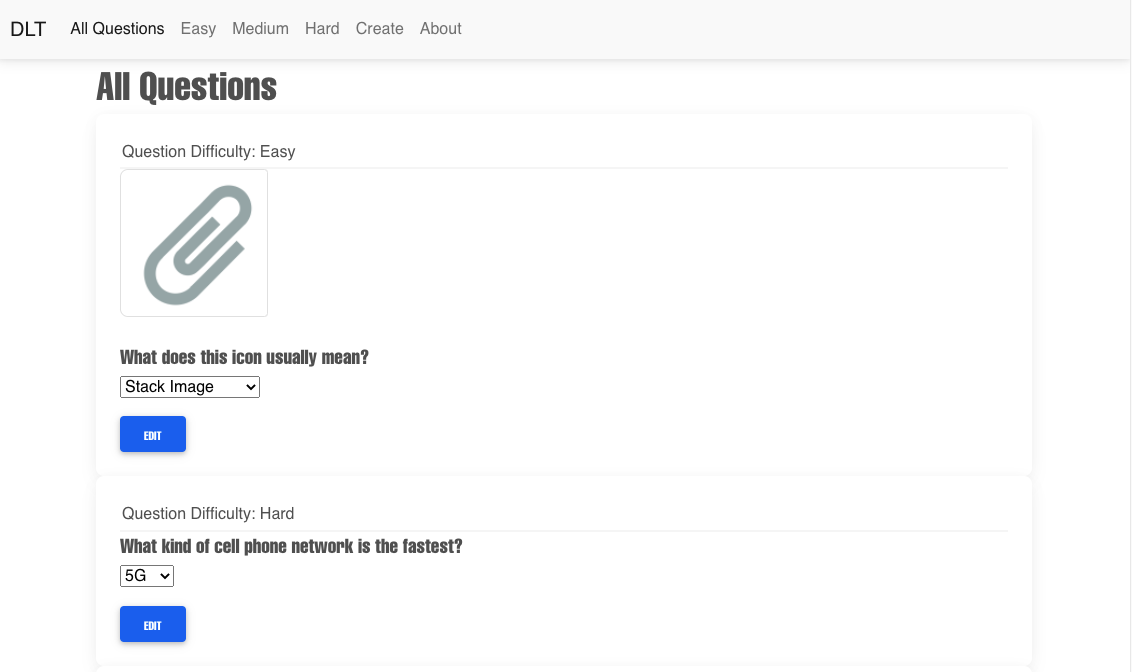 DLT All Questions Easy Medium Hard Create About
All Questions
Question Difficulty: Easy
What does this icon usually mean?
Stack Image
EDIT
Question Difficulty: Hard
What kind of cell phone network is the fastest?
5G
EDIT